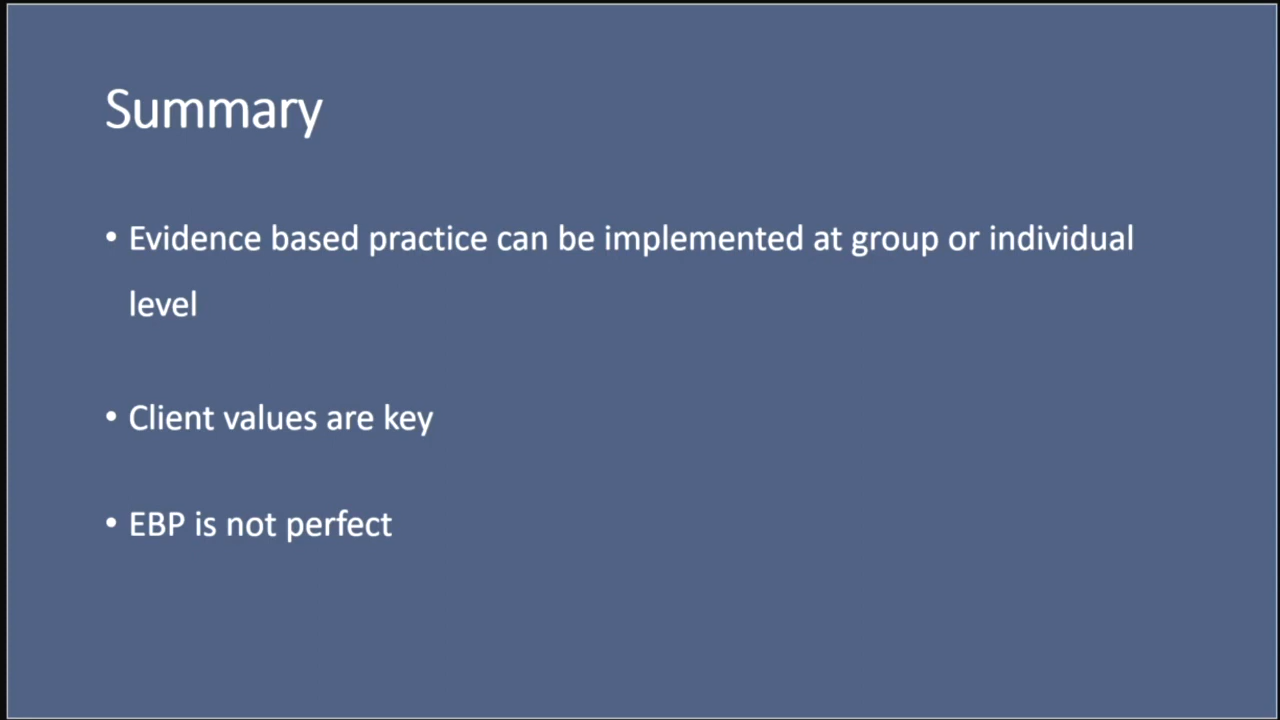 Summary
• Evidence based practice can be implemented at group or individual
level
• Client values are key
• EBP is not perfect